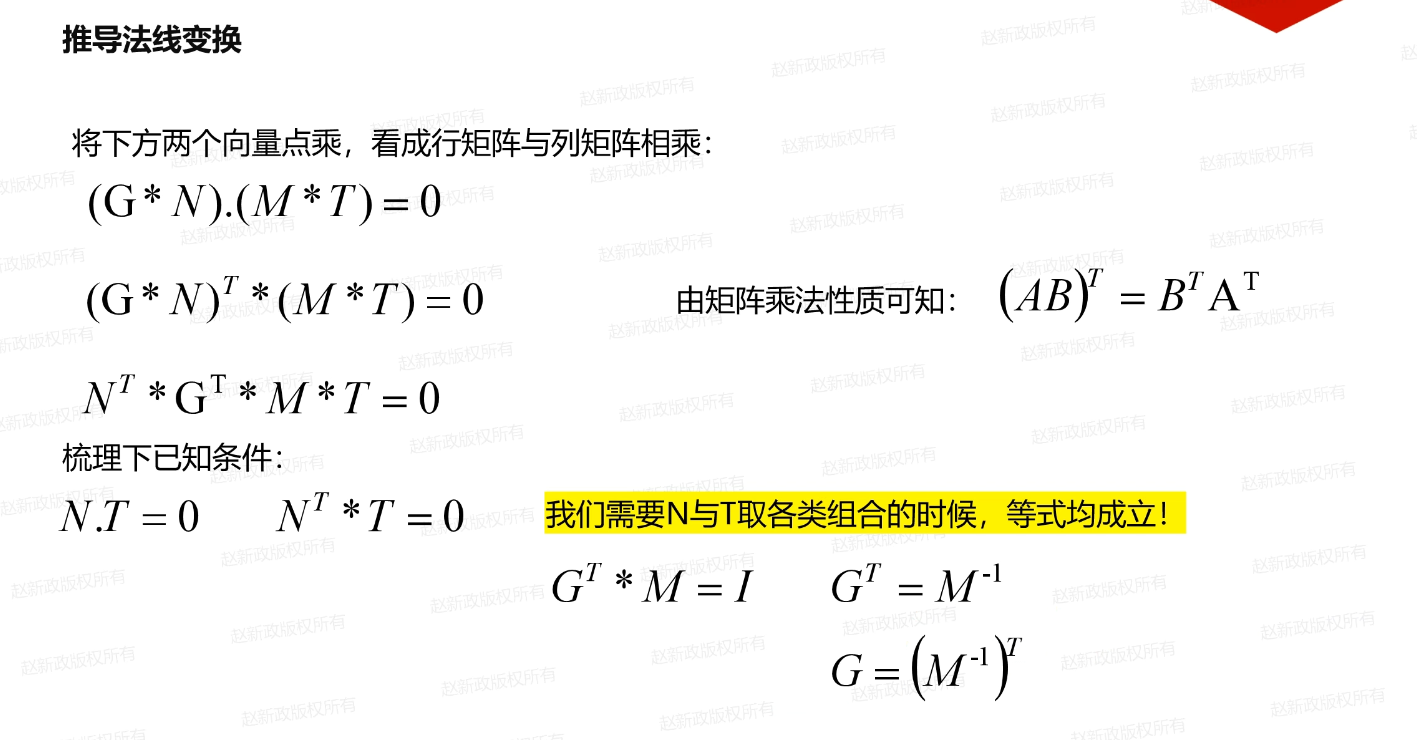 推导法线变换
将下方两个向量点乘，看成行矩阵与列矩阵相乘：
(G * N).(M * T) = 0
(G * N)^T * (M * T) = 0 由矩阵乘法性质可知： (AB)^T = B^T A^T
N^T * G^T * M * T = 0
梳理下已知条件：
N.T = 0 N^T * T = 0 我们需要N与T取各类组合的时候，等式均成立！
G^T * M = I G^T = M^-1
G = (M^-1)^T
赵新政版权所有